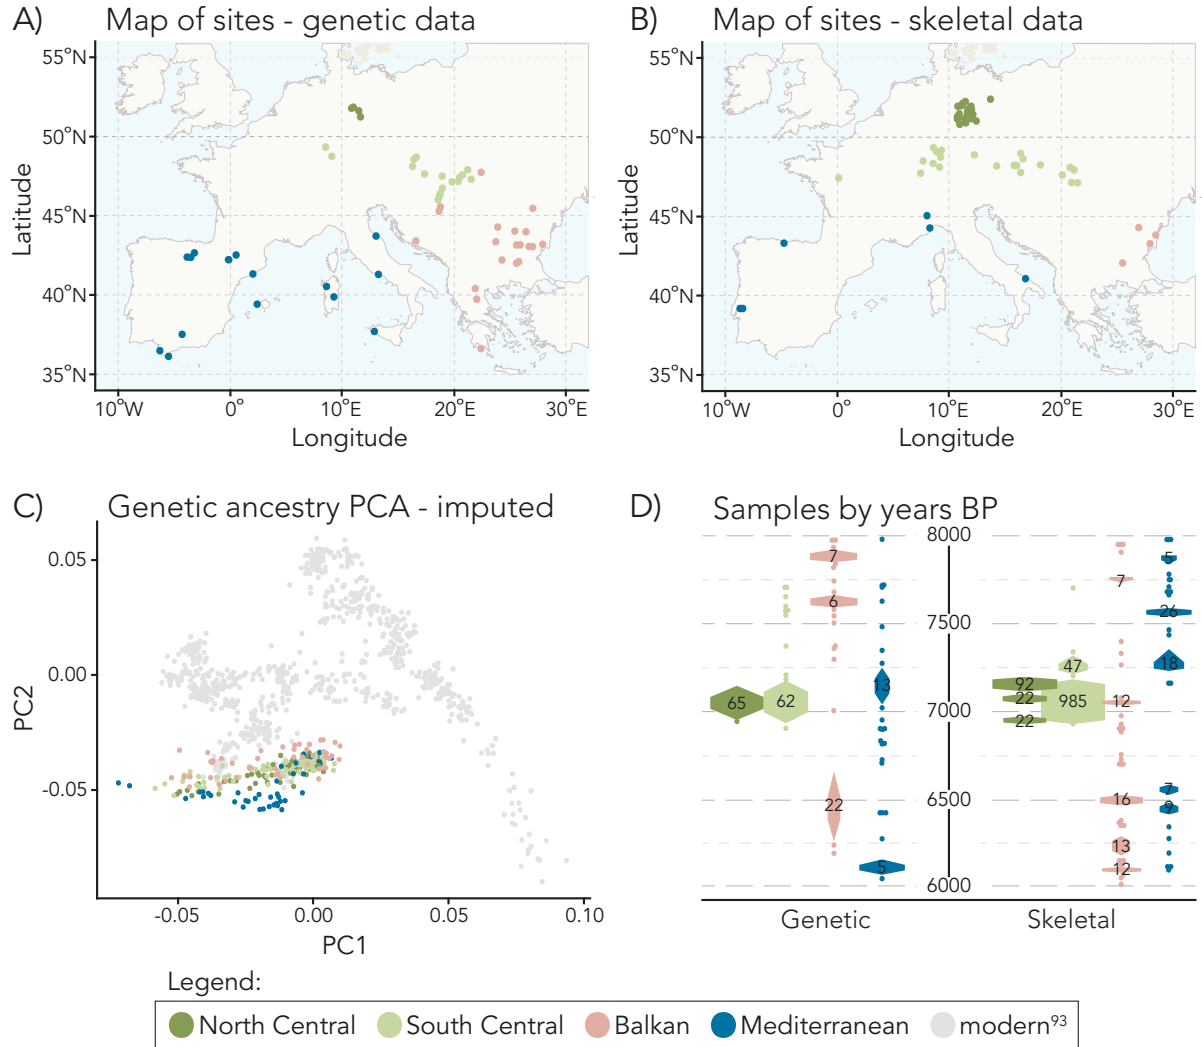 A) Map of sites - genetic data
55°N
50°N
45°N
40°N
35°N
Latitude
10°W 0° 10°E 20°E 30°E
Longitude
B) Map of sites - skeletal data
55°N
50°N
45°N
40°N
35°N
Latitude
10°W 0° 10°E 20°E 30°E
Longitude
C) Genetic ancestry PCA - imputed
0.05
0.00
-0.05
PC2
-0.05 0.00 0.05 0.10
PC1
D) Samples by years BP
8000
7500
7000
6500
6000
65
62
7
6
22
13
5
92
22
22
47
985
7
12
16
13
12
5
26
18
7
9
Genetic Skeletal
Legend:
North Central South Central Balkan Mediterranean modern⁹³